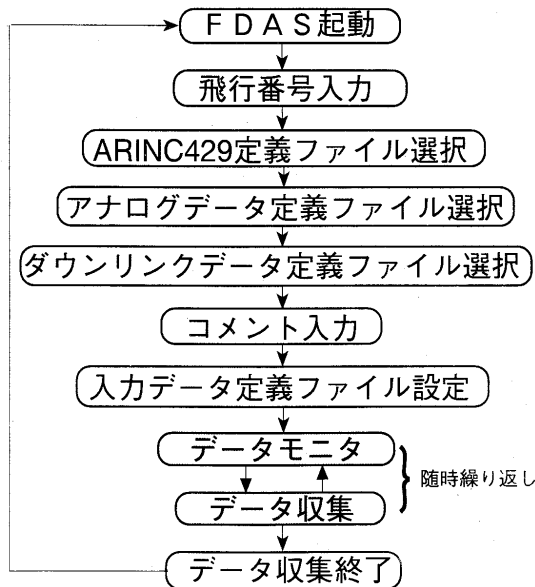 ＦＤＡＳ起動
飛行番号入力
ARINC429定義ファイル選択
アナログデータ定義ファイル選択
ダウンリンクデータ定義ファイル選択
コメント入力
入力データ定義ファイル設定
データモニタ
随時繰り返し
データ収集
データ収集終了